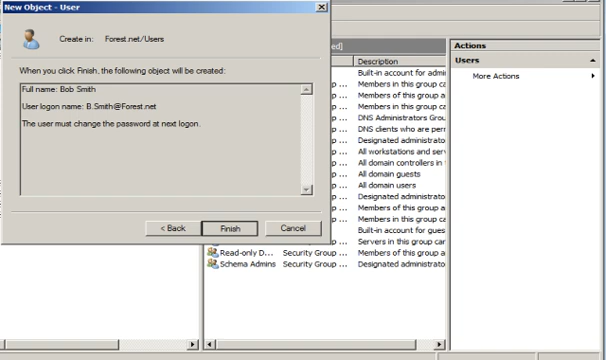 New Object - User
Create in: Forest.net/Users
When you click Finish, the following object will be created:
Full name: Bob Smith
User logon name: B.Smith@Forest.net
The user must change the password at next logon.
< Back
Finish
Cancel
ed]
Description
Built-in account for admi
p ... Members in this group ca
p ... Members of this group a
p ... Members in this group ca
p ... DNS Administrators Grou
p ... DNS clients who are perr
p ... Designated administrato
p ... All workstations and serv
p ... All domain controllers in
p ... All domain guests
p ... All domain users
p ... Designated administrato
p ... Members of this group a
p ... Members in this group ca
Built-in account for gues
p ... Servers in this group car
Read-only D... Security Group ... Members of this group a
Schema Admins Security Group ... Designated administrato
Actions
Users
More Actions